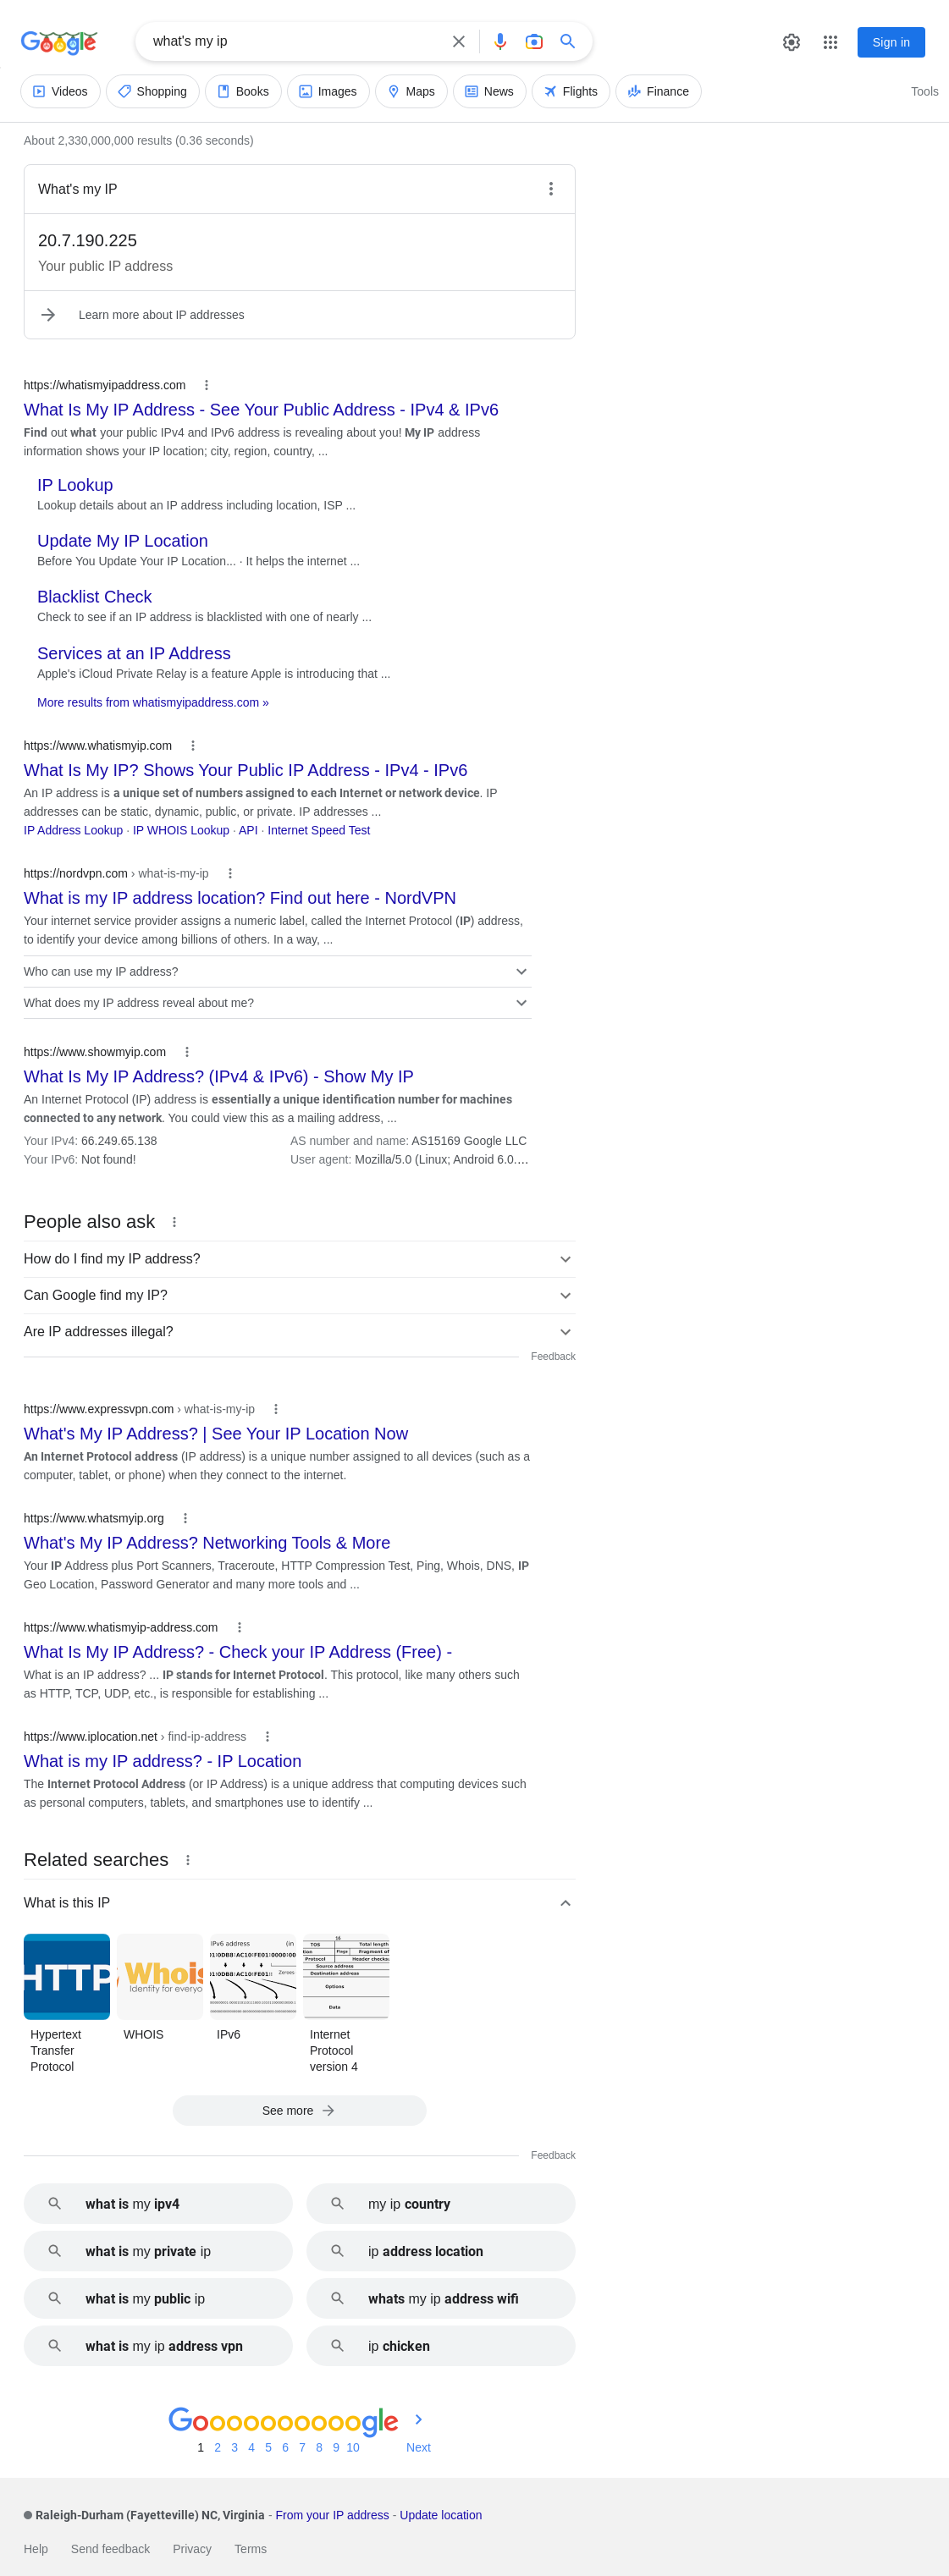 Google
what's my ip
Sign in
Videos
Shopping
Books
Images
Maps
News
Flights
Finance
Tools
About 2,330,000,000 results (0.36 seconds)
What's my IP
20.7.190.225
Your public IP address
Learn more about IP addresses
https://whatismyipaddress.com
What Is My IP Address - See Your Public Address - IPv4 & IPv6
Find out what your public IPv4 and IPv6 address is revealing about you! My IP address
information shows your IP location; city, region, country, ...
IP Lookup
Lookup details about an IP address including location, ISP ...
Update My IP Location
Before You Update Your IP Location... · It helps the internet ...
Blacklist Check
Check to see if an IP address is blacklisted with one of nearly ...
Services at an IP Address
Apple's iCloud Private Relay is a feature Apple is introducing that ...
More results from whatismyipaddress.com »
https://www.whatismyip.com
What Is My IP? Shows Your Public IP Address - IPv4 - IPv6
An IP address is a unique set of numbers assigned to each Internet or network device. IP
addresses can be static, dynamic, public, or private. IP addresses ...
IP Address Lookup · IP WHOIS Lookup · API · Internet Speed Test
https://nordvpn.com › what-is-my-ip
What is my IP address location? Find out here - NordVPN
Your internet service provider assigns a numeric label, called the Internet Protocol (IP) address,
to identify your device among billions of others. In a way, ...
Who can use my IP address?
What does my IP address reveal about me?
https://www.showmyip.com
What Is My IP Address? (IPv4 & IPv6) - Show My IP
An Internet Protocol (IP) address is essentially a unique identification number for machines
connected to any network. You could view this as a mailing address, ...
Your IPv4: 66.249.65.138
AS number and name: AS15169 Google LLC
Your IPv6: Not found!
User agent: Mozilla/5.0 (Linux; Android 6.0....
People also ask
How do I find my IP address?
Can Google find my IP?
Are IP addresses illegal?
Feedback
https://www.expressvpn.com › what-is-my-ip
What's My IP Address? | See Your IP Location Now
An Internet Protocol address (IP address) is a unique number assigned to all devices (such as a
computer, tablet, or phone) when they connect to the internet.
https://www.whatsmyip.org
What's My IP Address? Networking Tools & More
Your IP Address plus Port Scanners, Traceroute, HTTP Compression Test, Ping, Whois, DNS, IP
Geo Location, Password Generator and many more tools and ...
https://www.whatismyip-address.com
What Is My IP Address? - Check your IP Address (Free) -
What is an IP address? ... IP stands for Internet Protocol. This protocol, like many others such
as HTTP, TCP, UDP, etc., is responsible for establishing ...
https://www.iplocation.net › find-ip-address
What is my IP address? - IP Location
The Internet Protocol Address (or IP Address) is a unique address that computing devices such
as personal computers, tablets, and smartphones use to identify ...
Related searches
What is this IP
HTTP
Whois
Identity for everyo
IPv6 address (in
Zeroes
16
TOS
Total length
Flags
Fragment of
Protocol
Header checksu
Source address
Destination address
Options
Data
Hypertext
Transfer
Protocol
WHOIS
IPv6
Internet
Protocol
version 4
See more
Feedback
what is my ipv4
my ip country
what is my private ip
ip address location
what is my public ip
whats my ip address wifi
what is my ip address vpn
ip chicken
Goooooooooogle
1 2 3 4 5 6 7 8 9 10 Next
Raleigh-Durham (Fayetteville) NC, Virginia - From your IP address - Update location
Help
Send feedback
Privacy
Terms